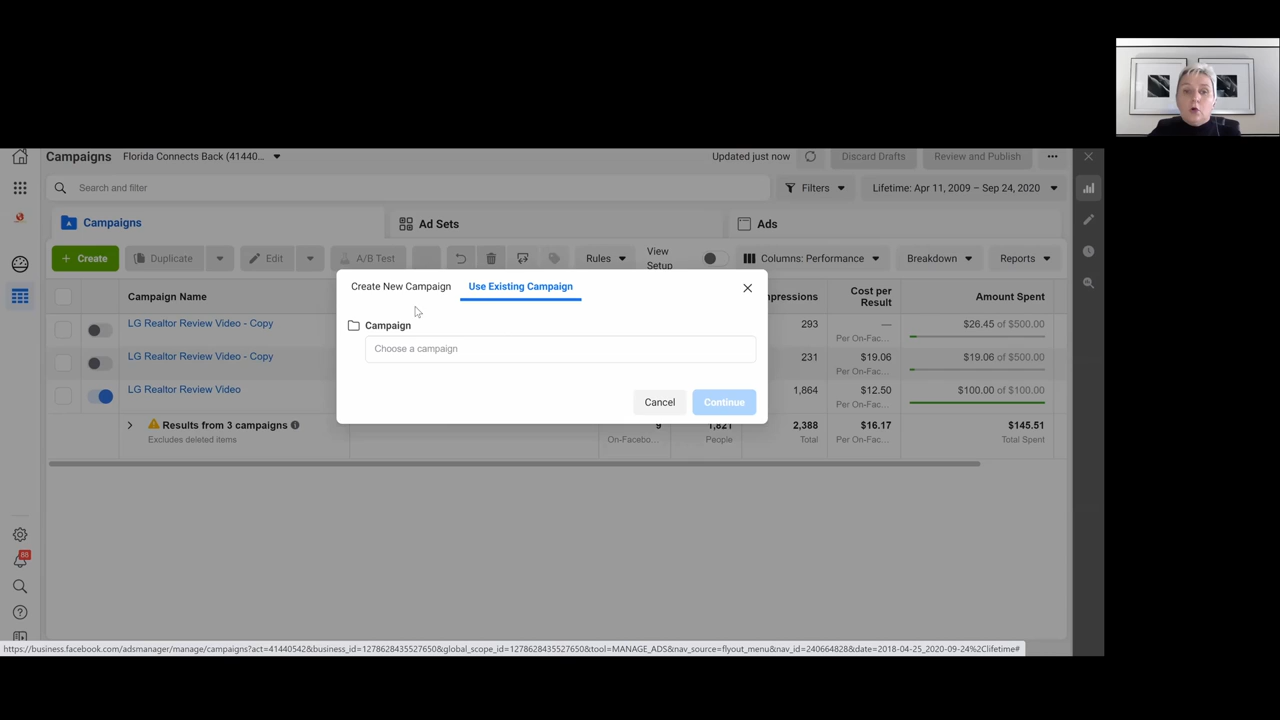 Campaigns
Florida Connects Back (41440...
Updated just now
Discard Drafts
Review and Publish
Search and filter
Filters
Lifetime: Apr 11, 2009 – Sep 24, 2020
Campaigns
Ad Sets
Ads
+ Create
Duplicate
Edit
A/B Test
Rules
View
Setup
Columns: Performance
Breakdown
Reports
Create New Campaign
Use Existing Campaign
Campaign
Choose a campaign
Cancel
Continue
Campaign Name
mpressions
Cost per
Result
Amount Spent
LG Realtor Review Video - Copy
293
—
Per On-Fac...
$26.45 of $500.00
LG Realtor Review Video - Copy
231
$19.06
Per On-Fac...
$19.06 of $500.00
LG Realtor Review Video
1,864
$12.50
Per On-Fac...
$100.00 of $100.00
Results from 3 campaigns
Excludes deleted items
9
On-Facebo...
1,821
People
2,388
Total
$16.17
Per On-Fac...
$145.51
Total Spent
88
https://business.facebook.com/adsmanager/manage/campaigns?act=41440542&business_id=1278628435527650&global_scope_id=1278628435527650&tool=MANAGE_ADS&nav_source=flyout_menu&nav_id=240664828&date=2018-04-25_2020-09-24%2Clifetime#